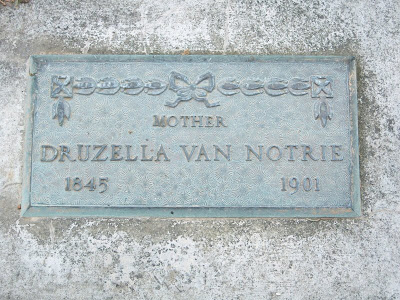 MOTHER
DRUZELLA VAN NOTRIE
1845 1901